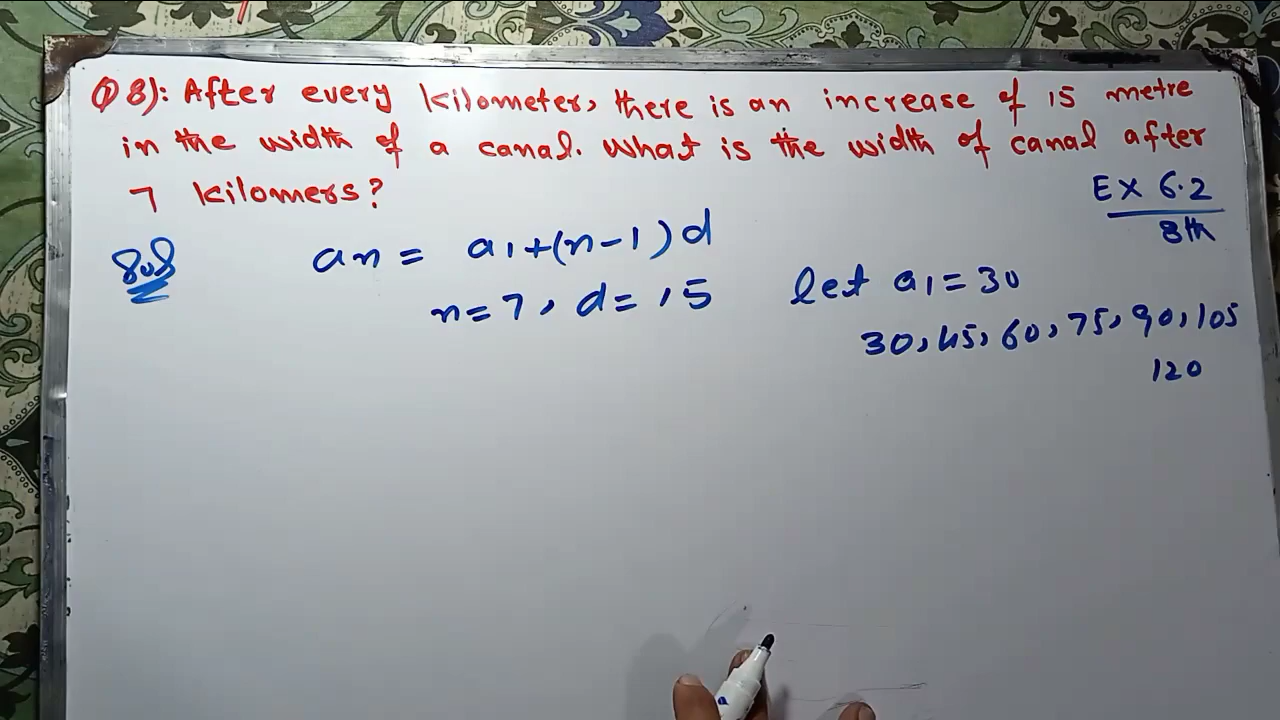 Q 8): After every kilometer, there is an increase of 15 metre
in the width of a canal. What is the width of canal after
7 kilomers?
EX 6.2
8th
Sol
an = a1+(n-1)d
n=7, d=15
let a1=30
30, 45, 60, 75, 90, 105
120